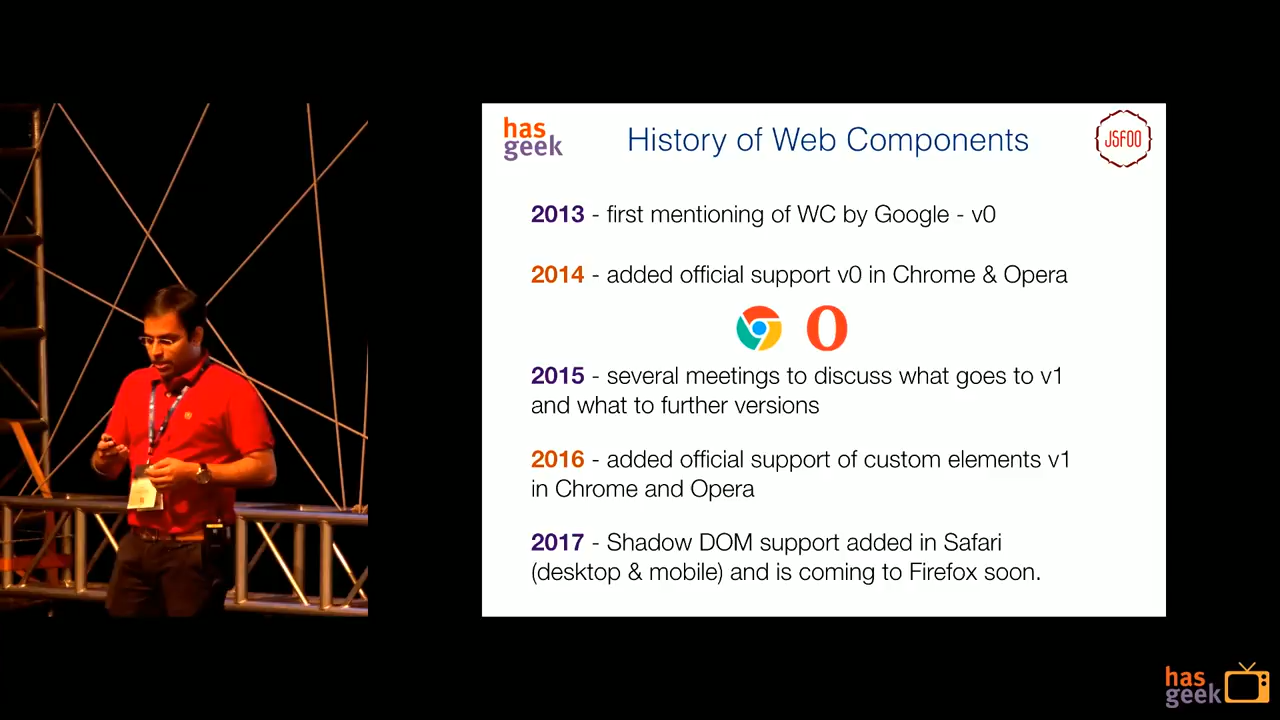 has
geek
History of Web Components
JSFOO
2013 - first mentioning of WC by Google - v0
2014 - added official support v0 in Chrome & Opera
2015 - several meetings to discuss what goes to v1
and what to further versions
2016 - added official support of custom elements v1
in Chrome and Opera
2017 - Shadow DOM support added in Safari
(desktop & mobile) and is coming to Firefox soon.
has
geek